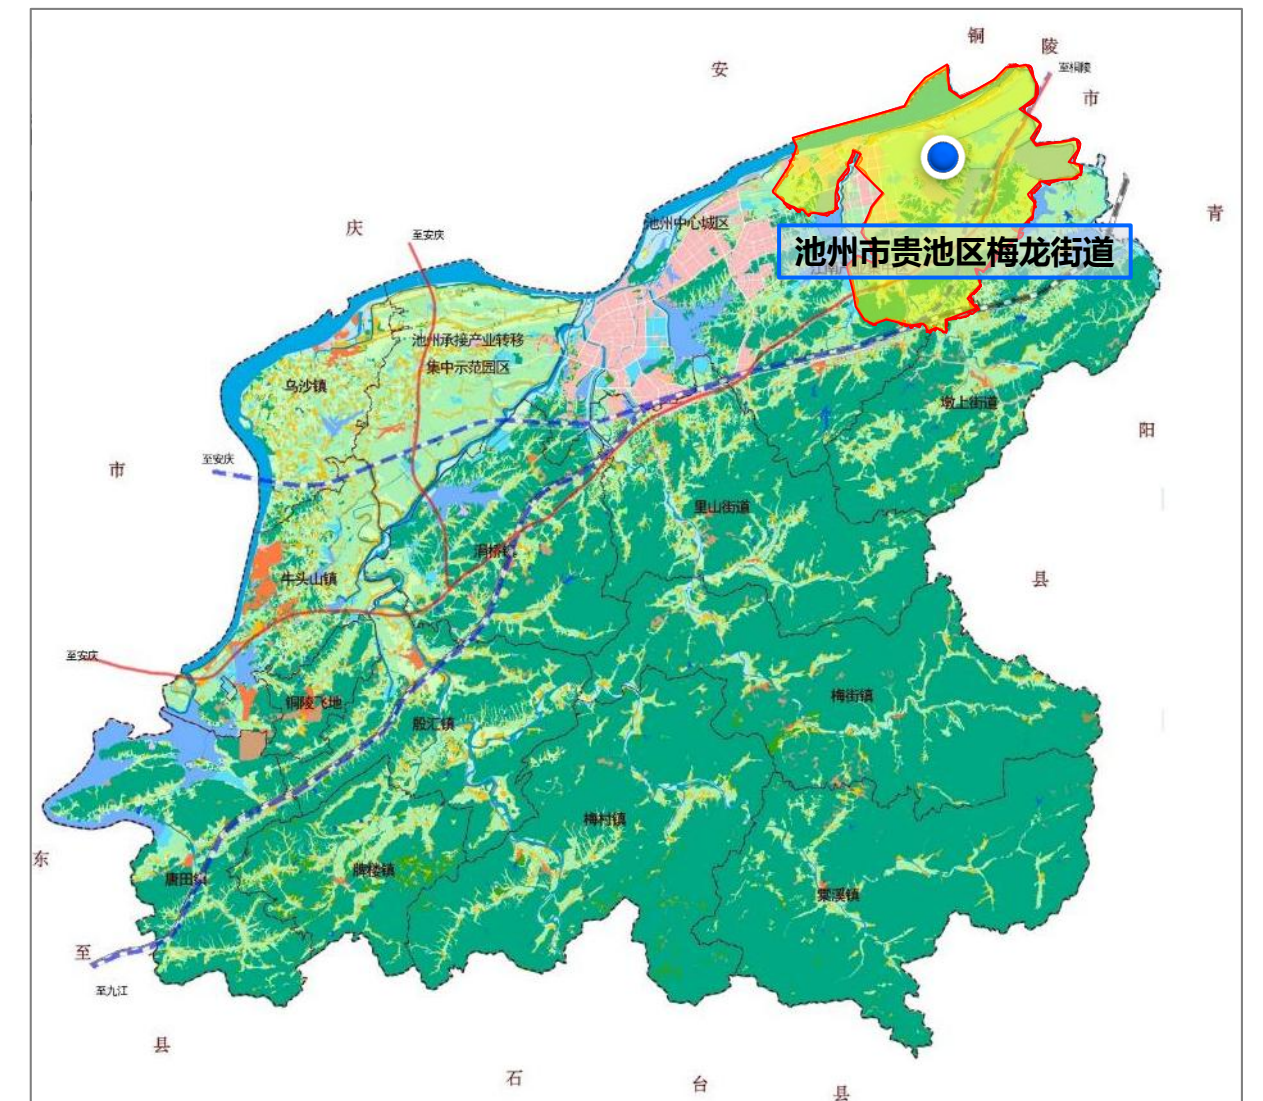 铜
陵
安
至铜陵
市
青
池州中心城区
庆
至安庆
池州市贵池区梅龙街道
池州承接产业转移
集中示范园区
乌沙镇
墩上街道
阳
市
至安庆
里山街道
涓桥镇
县
牛头山镇
至安庆
梅街镇
铜陵飞地
殷汇镇
梅村镇
东
牌楼镇
唐田镇
棠溪镇
至
至九江
县
石
台
县